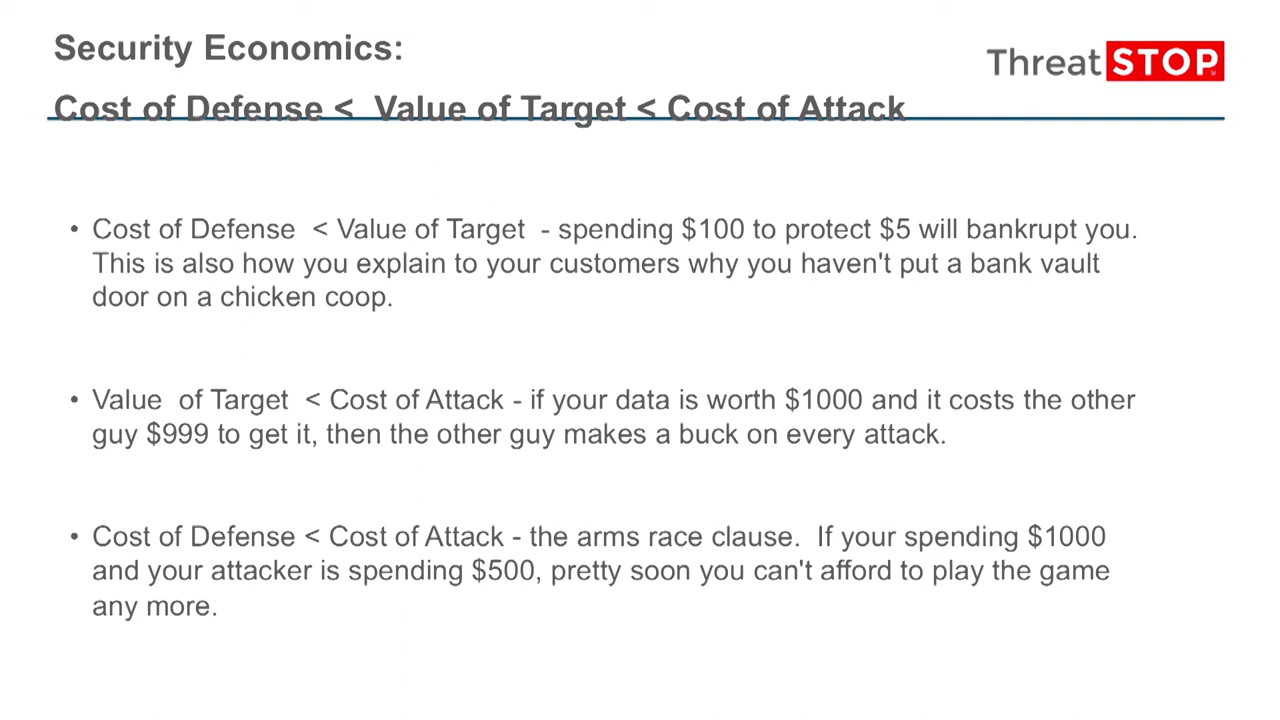 Security Economics:
ThreatSTOP
Cost of Defense <  Value of Target < Cost of Attack
• Cost of Defense  < Value of Target  - spending $100 to protect $5 will bankrupt you.
This is also how you explain to your customers why you haven't put a bank vault
door on a chicken coop.
• Value  of Target  < Cost of Attack - if your data is worth $1000 and it costs the other
guy $999 to get it, then the other guy makes a buck on every attack.
• Cost of Defense < Cost of Attack - the arms race clause.  If your spending $1000
and your attacker is spending $500, pretty soon you can't afford to play the game
any more.